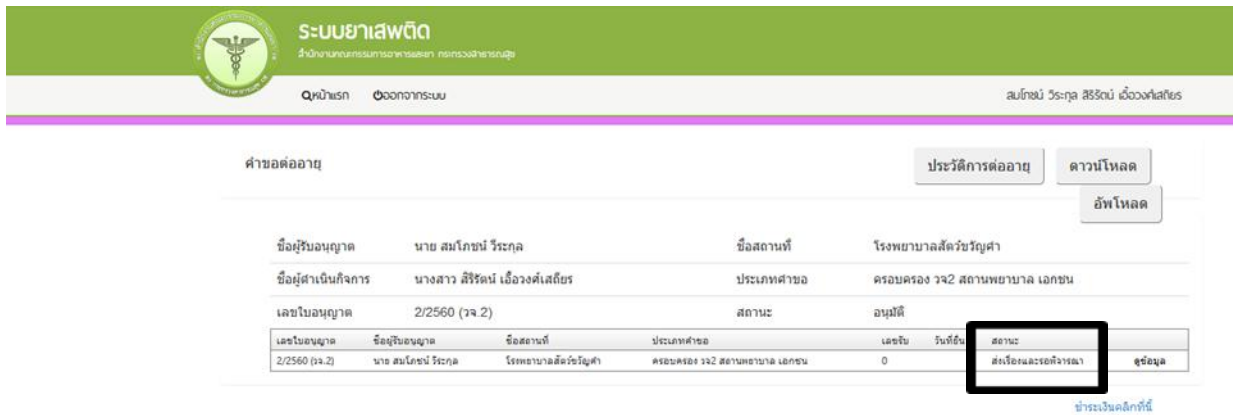 ระบบยาเสพติด
สำนักงานคณะกรรมการอาหารและยา กระทรวงสาธารณสุข
หน้าแรก ออกจากระบบ สมโภชน์ วีระกุล สิริรัตน์ เอื้อวงศ์เสถียร
คำขอต่ออายุ ประวัติการต่ออายุ ดาวน์โหลด
อัพโหลด
ชื่อผู้รับอนุญาต นาย สมโภชน์ วีระกุล ชื่อสถานที่ โรงพยาบาลสัตว์ขวัญคำ
ชื่อผู้ดำเนินกิจการ นางสาว สิริรัตน์ เอื้อวงศ์เสถียร ประเภทคำขอ ครอบครอง วจ2 สถานพยาบาล เอกชน
เลขใบอนุญาต 2/2560 (วจ.2) สถานะ อนุมัติ
เลขใบอนุญาต ชื่อผู้รับอนุญาต ชื่อสถานที่ ประเภทคำขอ เลขรับ วันที่ยื่น สถานะ
2/2560 (วจ.2) นาย สมโภชน์ วีระกุล โรงพยาบาลสัตว์ขวัญคำ ครอบครอง วจ2 สถานพยาบาล เอกชน 0 ส่งเรื่องและรอพิจารณา ดูข้อมูล
ชำระเงินคลิกที่นี่